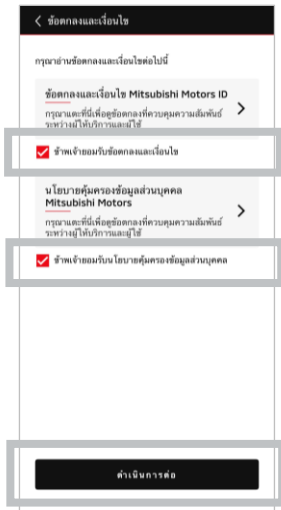 ข้อตกลงและเงื่อนไข
กรุณาอ่านข้อตกลงและเงื่อนไขต่อไปนี้
ข้อตกลงและเงื่อนไข Mitsubishi Motors ID
กรุณาแตะที่นี่เพื่อดูข้อตกลงที่ควบคุมความสัมพันธ์
ระหว่างผู้ให้บริการและผู้ใช้
ข้าพเจ้ายอมรับข้อตกลงและเงื่อนไข
นโยบายคุ้มครองข้อมูลส่วนบุคคล
Mitsubishi Motors
กรุณาแตะที่นี่เพื่อดูข้อตกลงที่ควบคุมความสัมพันธ์
ระหว่างผู้ให้บริการและผู้ใช้
ข้าพเจ้ายอมรับนโยบายคุ้มครองข้อมูลส่วนบุคคล
ดำเนินการต่อ